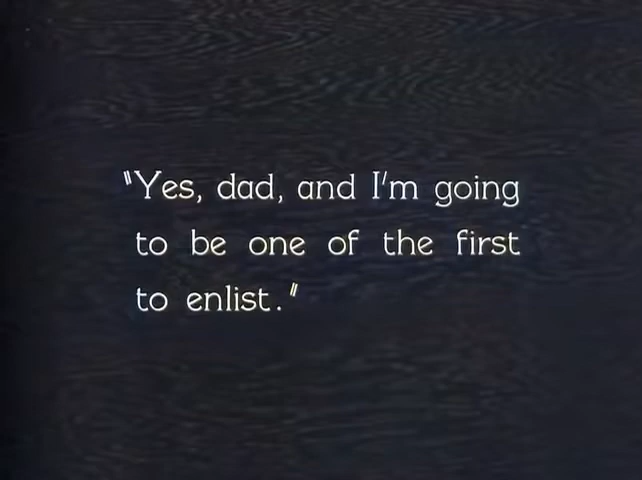 "Yes, dad, and I'm going
to be one of the first
to enlist."